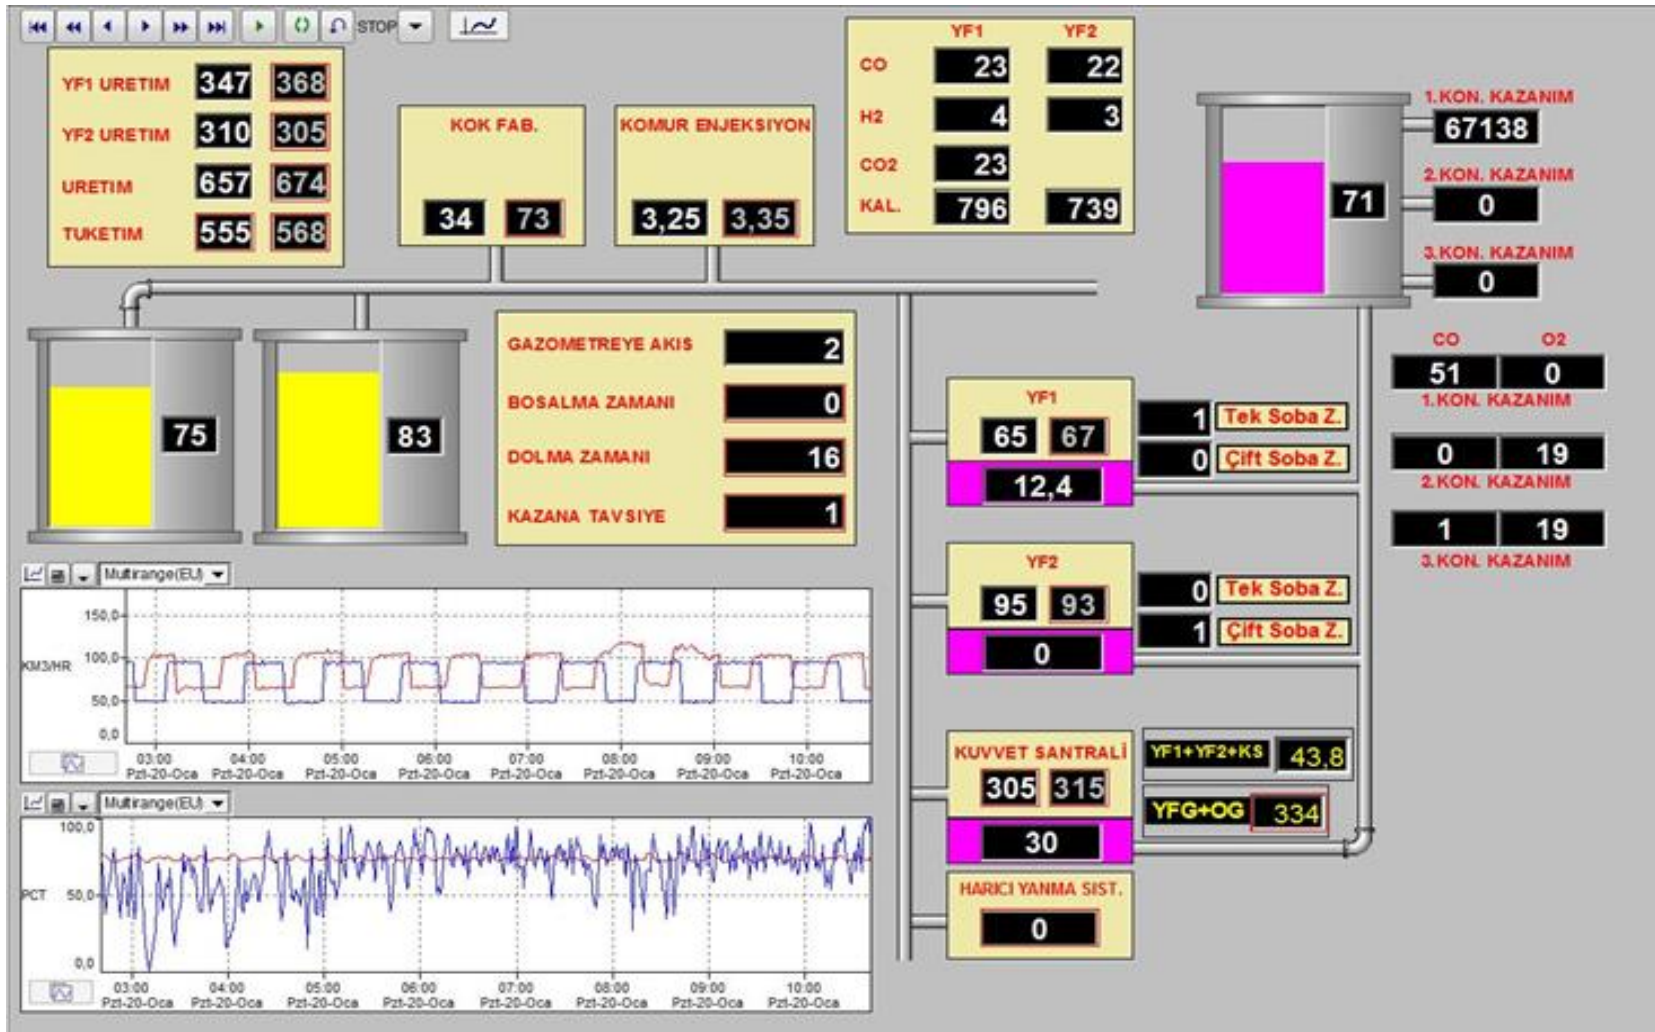 STOP
YF1 URETIM 347 368
YF2 URETIM 310 305
URETIM 657 674
TUKETIM 555 568
KOK FAB.
34 73
KOMUR ENJEKSIYON
3,25 3,35
YF1 YF2
CO 23 22
H2 4 3
CO2 23
KAL. 796 739
71
1.KON. KAZANIM
67138
2.KON. KAZANIM
0
3.KON. KAZANIM
0
75
83
GAZOMETREYE AKIS 2
BOSALMA ZAMANI 0
DOLMA ZAMANI 16
KAZANA TAVSIYE 1
CO O2
51 0
1.KON. KAZANIM
0 19
2.KON. KAZANIM
1 19
3.KON. KAZANIM
YF1
65 67
12,4
1 Tek Soba Z.
0 Çift Soba Z.
YF2
95 93
0
0 Tek Soba Z.
1 Çift Soba Z.
KUVVET SANTRALİ
305 315
30
YF1+YF2+KS 43,8
YFG+OG 334
HARICI YANMA SIST.
0
Multirange(EU)
150,0
100,0
KM3/HR
50,0
0,0
03:00 04:00 05:00 06:00 07:00 08:00 09:00 10:00
Pzt-20-Oca Pzt-20-Oca Pzt-20-Oca Pzt-20-Oca Pzt-20-Oca Pzt-20-Oca Pzt-20-Oca Pzt-20-Oca
Multirange(EU)
100,0
PCT 50,0
0,0
03:00 04:00 05:00 06:00 07:00 08:00 09:00 10:00
Pzt-20-Oca Pzt-20-Oca Pzt-20-Oca Pzt-20-Oca Pzt-20-Oca Pzt-20-Oca Pzt-20-Oca Pzt-20-Oca